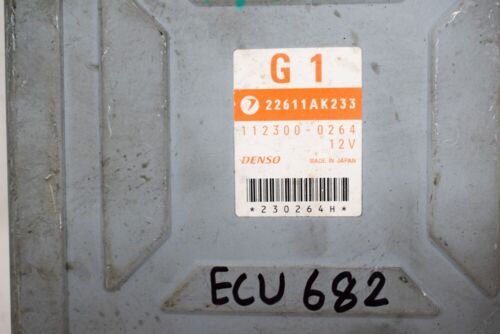 G 1
22611AK233
112300-0264
12V
DENSO MADE IN JAPAN
*230264H*
ECU 682